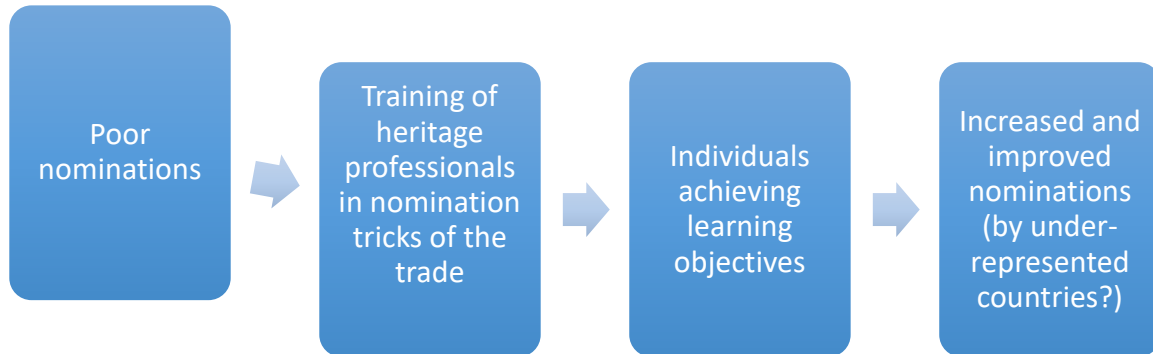 Poor
nominations
Training of
heritage
professionals
in nomination
tricks of the
trade
Individuals
achieving
learning
objectives
Increased and
improved
nominations
(by under-
represented
countries?)